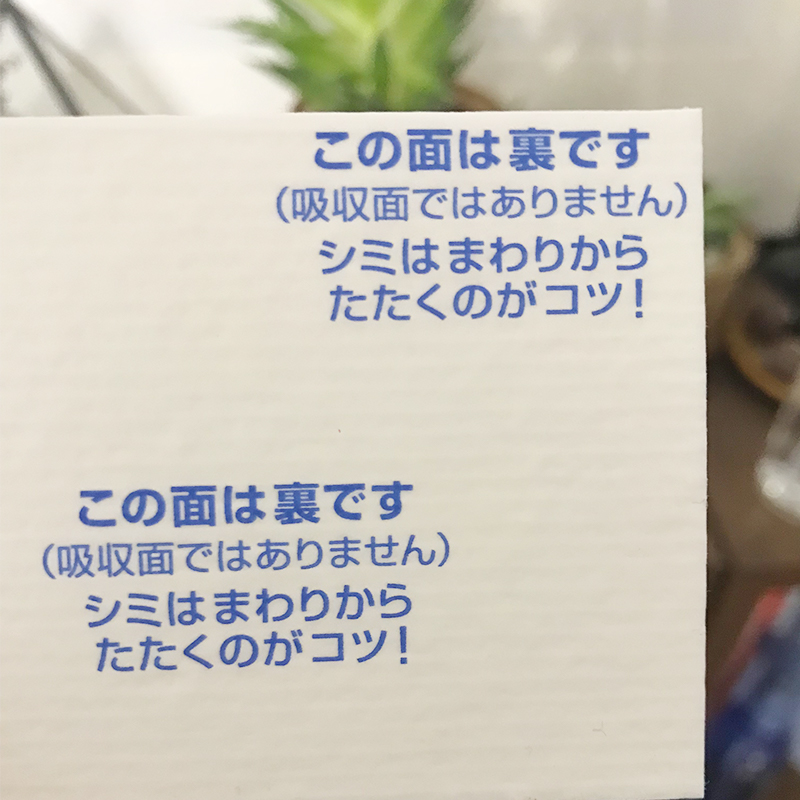 この面は裏です
（吸収面ではありません）
シミはまわりから
たたくのがコツ！
この面は裏です
（吸収面ではありません）
シミはまわりから
たたくのがコツ！